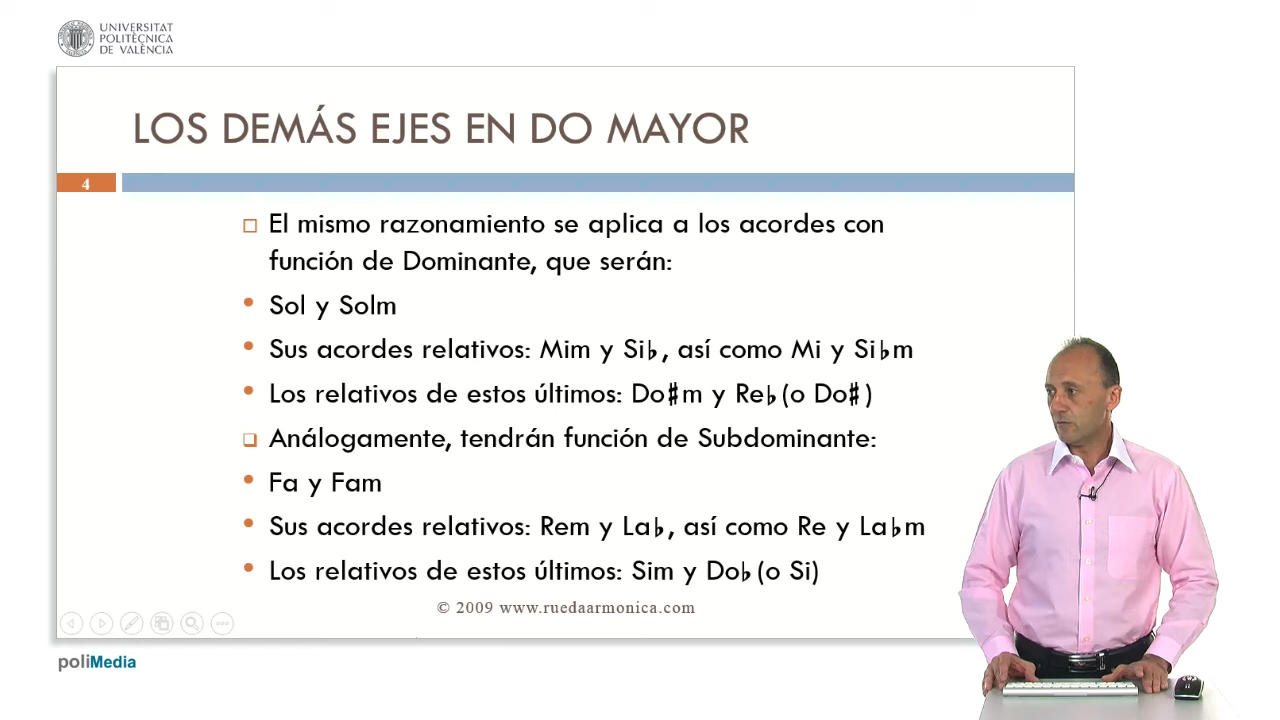 UNIVERSITAT
POLITÈCNICA
DE VALÈNCIA
LOS DEMÁS EJES EN DO MAYOR
4
El mismo razonamiento se aplica a los acordes con
función de Dominante, que serán:
Sol y Solm
Sus acordes relativos: Mim y Si♭, así como Mi y Si♭m
Los relativos de estos últimos: Do♯m y Re♭(o Do♯)
Análogamente, tendrán función de Subdominante:
Fa y Fam
Sus acordes relativos: Rem y La♭, así como Re y La♭m
Los relativos de estos últimos: Sim y Do♭(o Si)
© 2009 www.ruedaarmonica.com
poliMedia